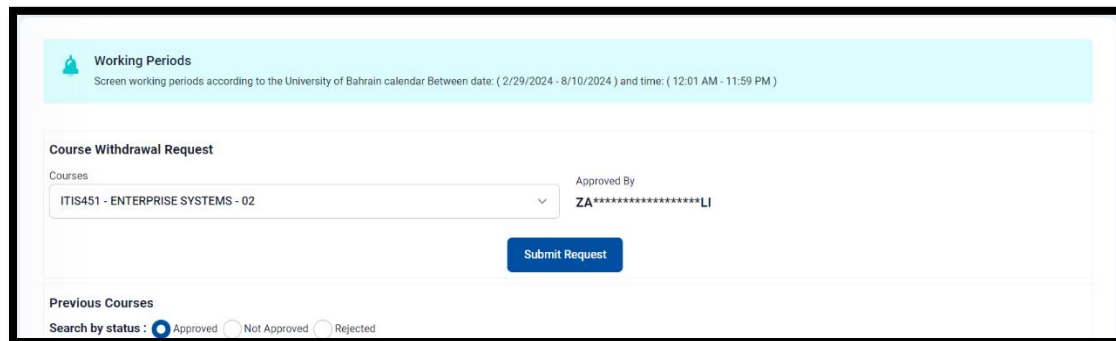 Working Periods
Screen working periods according to the University of Bahrain calendar Between date: ( 2/29/2024 - 8/10/2024 ) and time: ( 12:01 AM - 11:59 PM )
Course Withdrawal Request
Courses
ITIS451 - ENTERPRISE SYSTEMS - 02
Approved By
ZA******************LI
Submit Request
Previous Courses
Search by status : Approved Not Approved Rejected